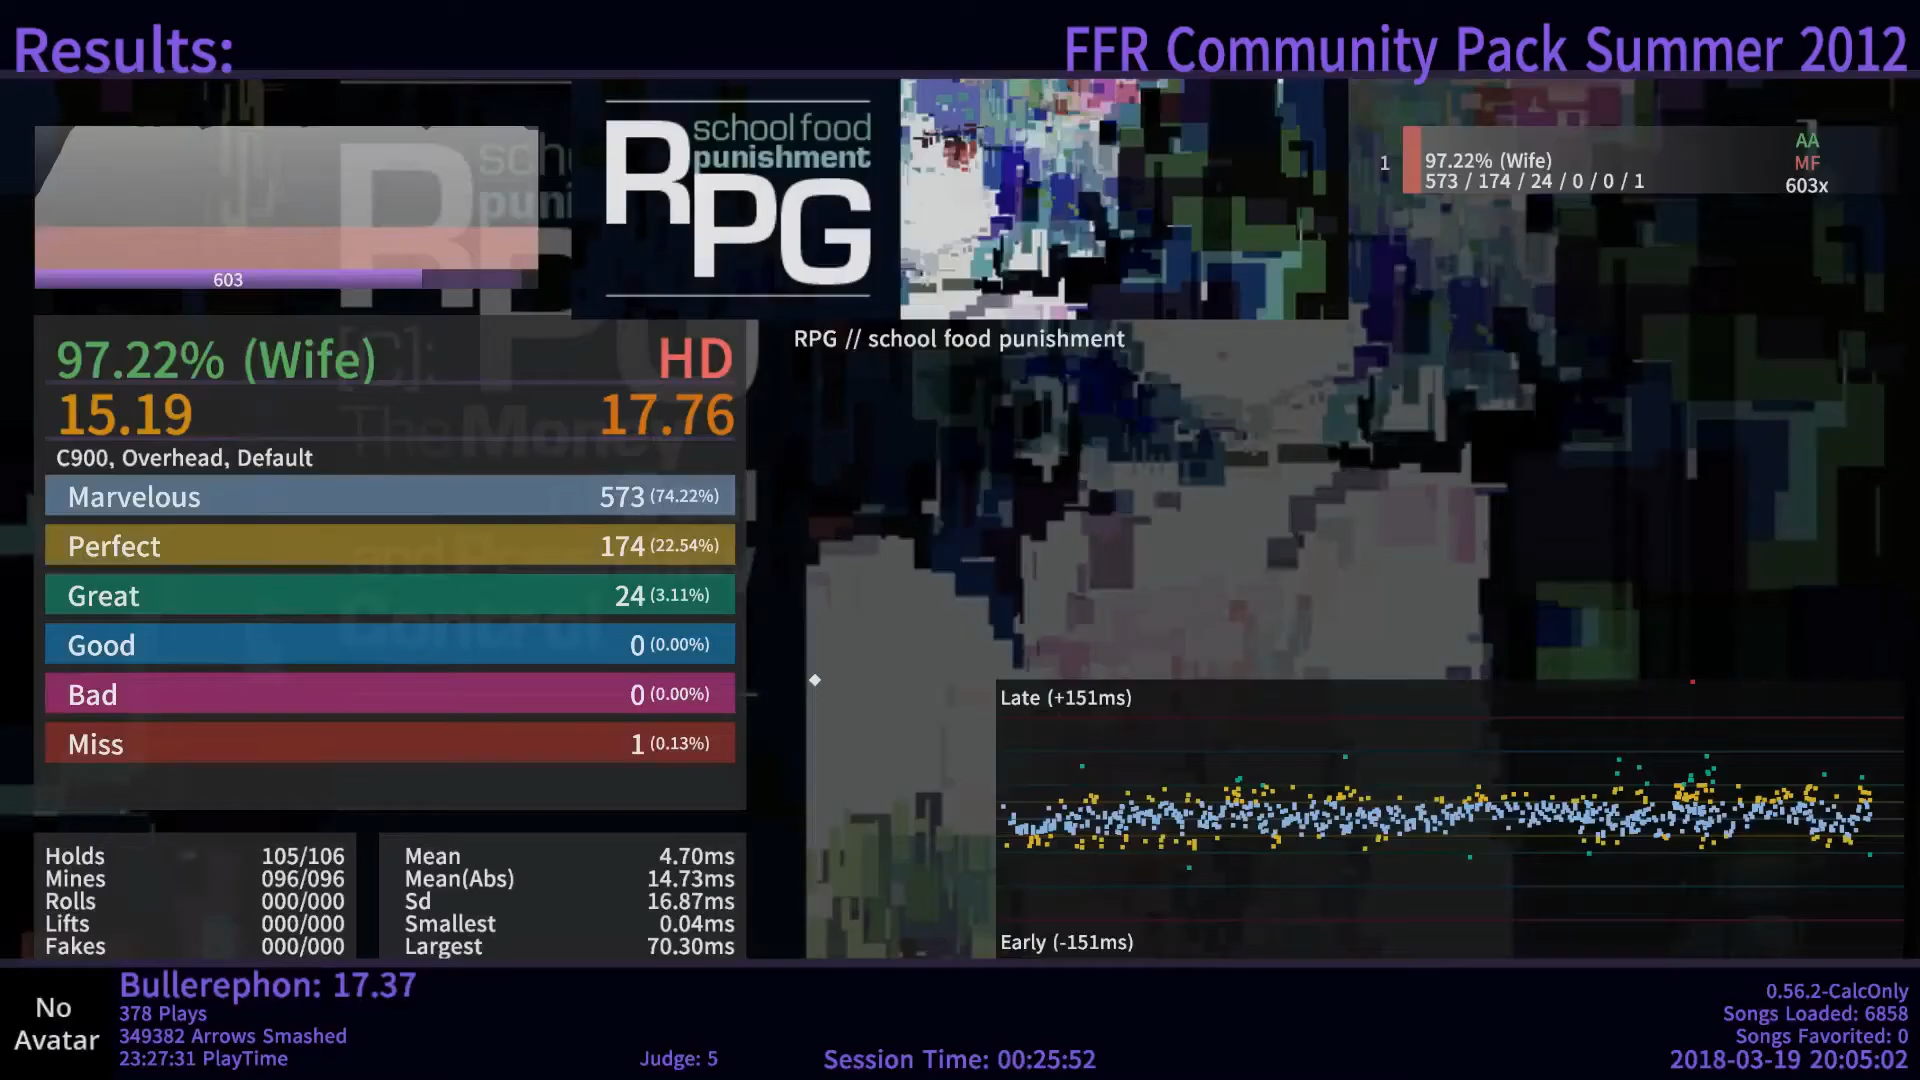 Results:
FFR Community Pack Summer 2012
603
school food
punishment
RPG
1
97.22% (Wife)
573 / 174 / 24 / 0 / 0 / 1
AA
MF
603x
RPG // school food punishment
97.22% (Wife) HD
15.19 17.76
C900, Overhead, Default
Marvelous 573 (74.22%)
Perfect 174 (22.54%)
Great 24 (3.11%)
Good 0 (0.00%)
Bad 0 (0.00%)
Miss 1 (0.13%)
Late (+151ms)
Early (-151ms)
Holds 105/106
Mines 096/096
Rolls 000/000
Lifts 000/000
Fakes 000/000
Mean 4.70ms
Mean(Abs) 14.73ms
Sd 16.87ms
Smallest 0.04ms
Largest 70.30ms
No
Avatar
Bullerephon: 17.37
378 Plays
349382 Arrows Smashed
23:27:31 PlayTime
Judge: 5
Session Time: 00:25:52
0.56.2-CalcOnly
Songs Loaded: 6858
Songs Favorited: 0
2018-03-19 20:05:02